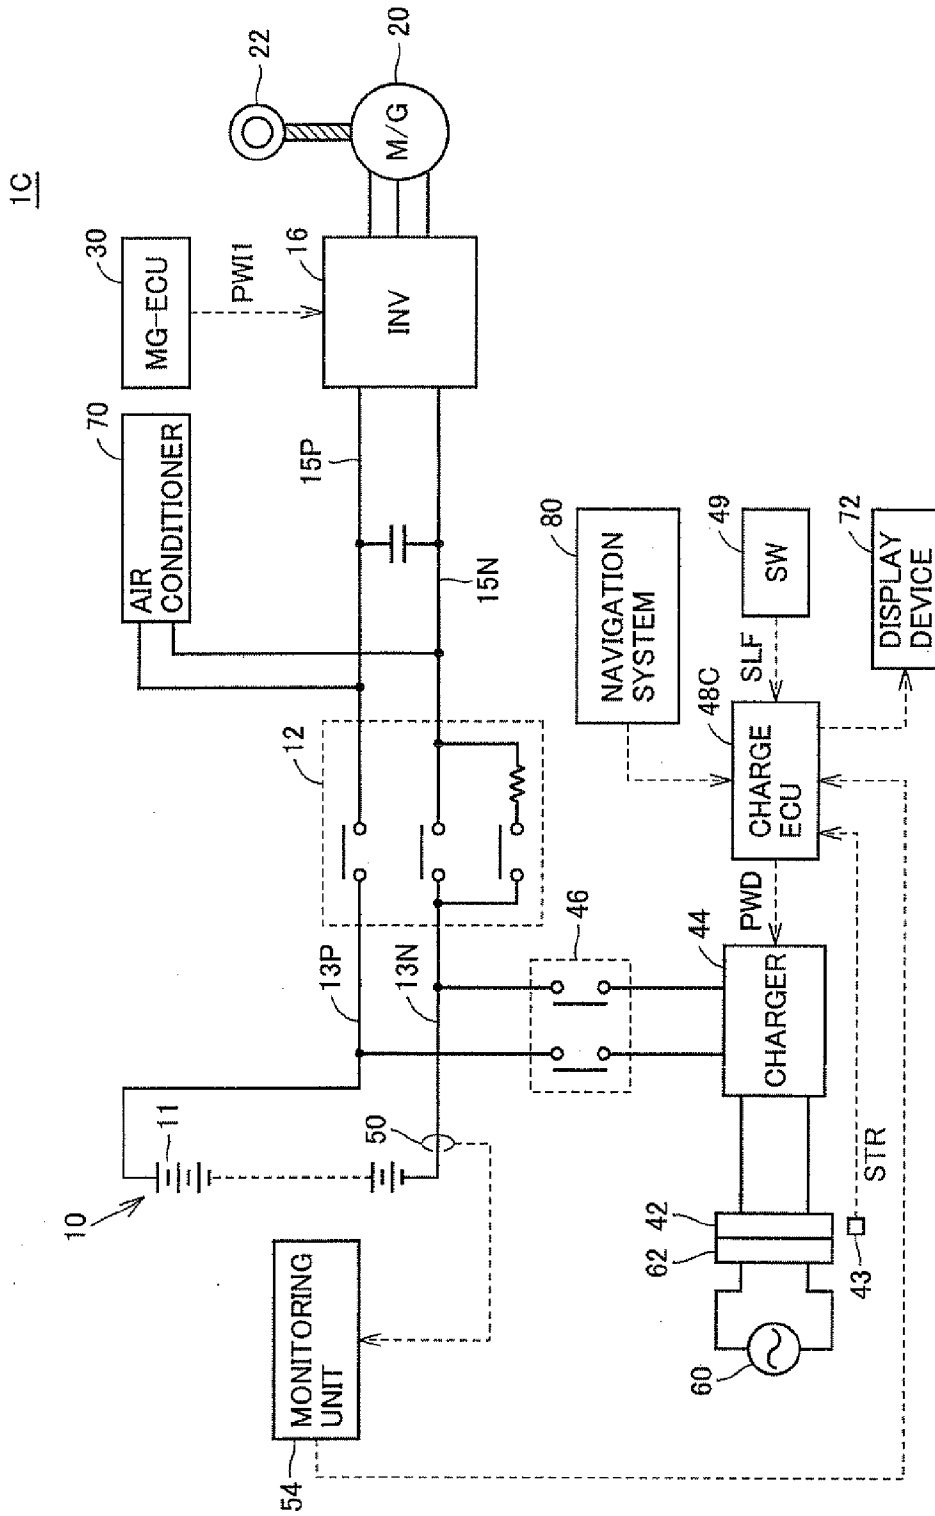 1C
10
11
13P
13N
12
70
AIR
CONDITIONER
15P
15N
30
MG-ECU
PWI1
16
INV
22
M/G
20
54
MONITORING
UNIT
50
46
80
NAVIGATION
SYSTEM
60
62
42
43
STR
44
CHARGER
PWD
48C
CHARGE
ECU
SLF
49
SW
72
DISPLAY
DEVICE